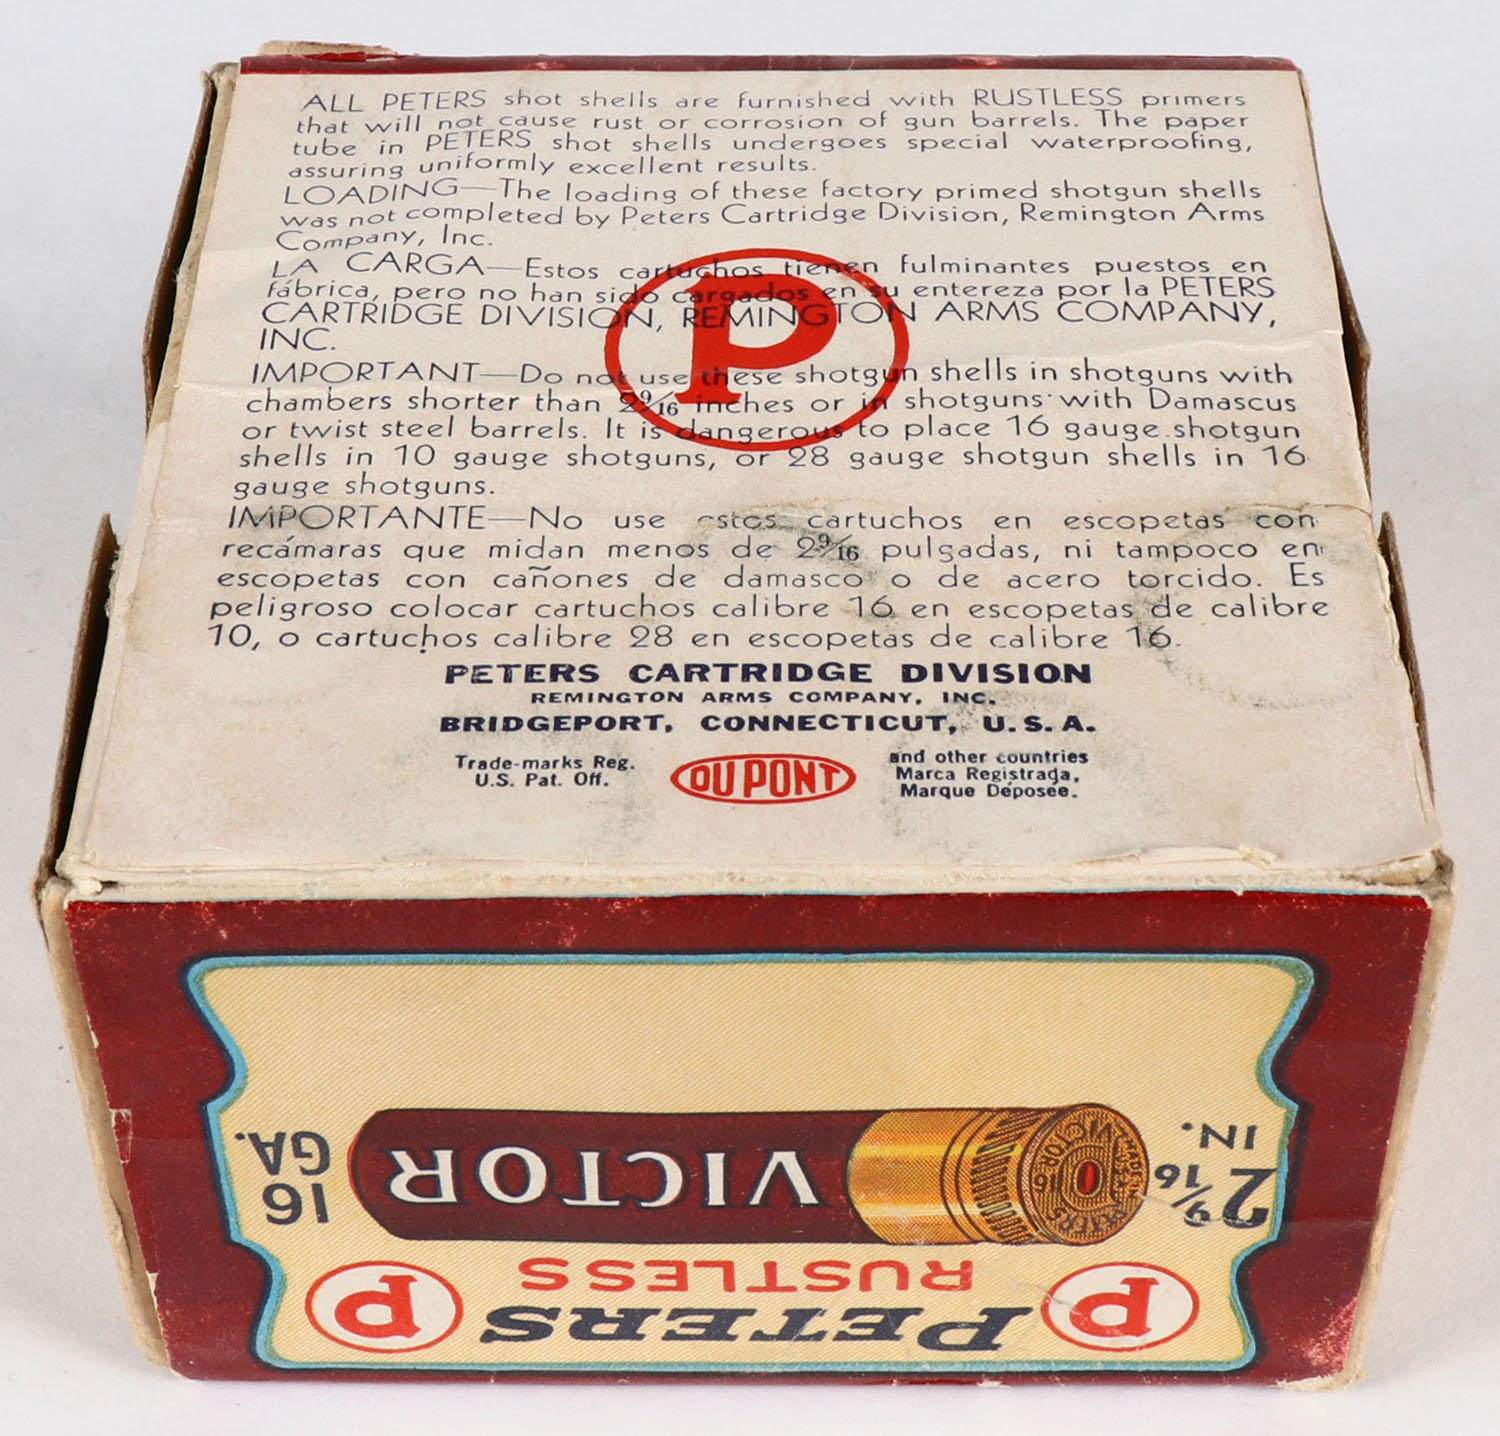 ALL PETERS shot shells are furnished with RUSTLESS primers
that will not cause rust or corrosion of gun barrels. The paper
tube in PETERS shot shells undergoes special waterproofing,
assuring uniformly excellent results.
LOADING—The loading of these factory primed shotgun shells
was not completed by Peters Cartridge Division, Remington Arms
Company, Inc.
LA CARGA—Estos cartuchos tienen fulminantes puestos en
fábrica, pero no han sido cargados en su entereza por la PETERS
CARTRIDGE DIVISION, REMINGTON ARMS COMPANY,
INC.
P
IMPORTANT—Do not use these shotgun shells in shotguns with
chambers shorter than 2 9/16 inches or in shotguns with Damascus
or twist steel barrels. It is dangerous to place 16 gauge shotgun
shells in 10 gauge shotguns, or 28 gauge shotgun shells in 16
gauge shotguns.
IMPORTANTE—No use estos cartuchos en escopetas con
recámaras que midan menos de 2 9/16 pulgadas, ni tampoco en
escopetas con cañones de damasco o de acero torcido. Es
peligroso colocar cartuchos calibre 16 en escopetas de calibre
10, o cartuchos calibre 28 en escopetas de calibre 16.
PETERS CARTRIDGE DIVISION
REMINGTON ARMS COMPANY, INC.
BRIDGEPORT, CONNECTICUT, U.S.A.
Trade-marks Reg.
U.S. Pat. Off.
DU PONT
and other countries
Marca Registrada.
Marque Déposée.
P PETERS P
RUSTLESS
2 9/16
IN.
PETERS
VICTOR
16
MADE IN U.S.A.
VICTOR
16
GA.